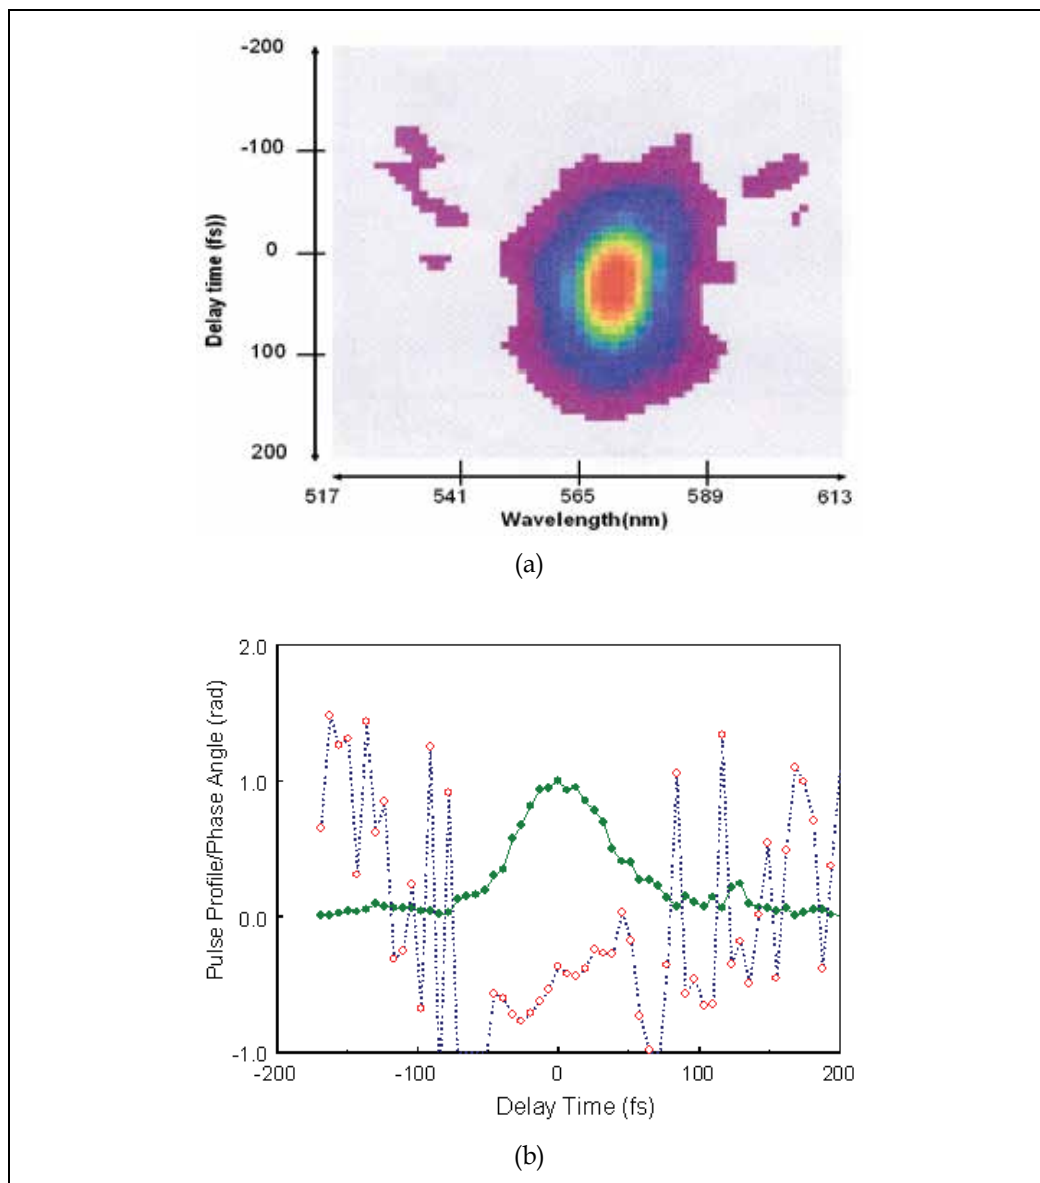 -200
-100
0
100
200
Delay time (fs))
517 541 565 589 613
Wavelength(nm)
(a)
2.0
1.0
0.0
-1.0
Pulse Profile/Phase Angle (rad)
-200 -100 0 100 200
Delay Time (fs)
(b)